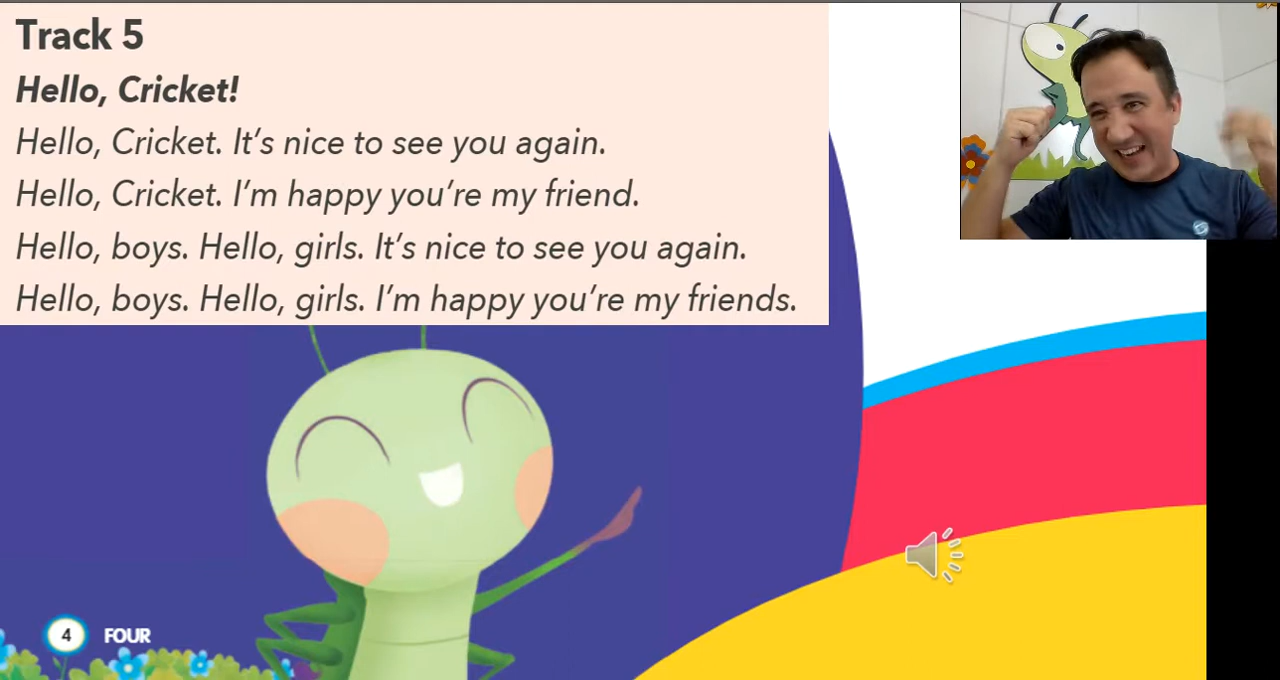 Track 5
Hello, Cricket!
Hello, Cricket. It's nice to see you again.
Hello, Cricket. I'm happy you're my friend.
Hello, boys. Hello, girls. It's nice to see you again.
Hello, boys. Hello, girls. I'm happy you're my friends.
4 FOUR